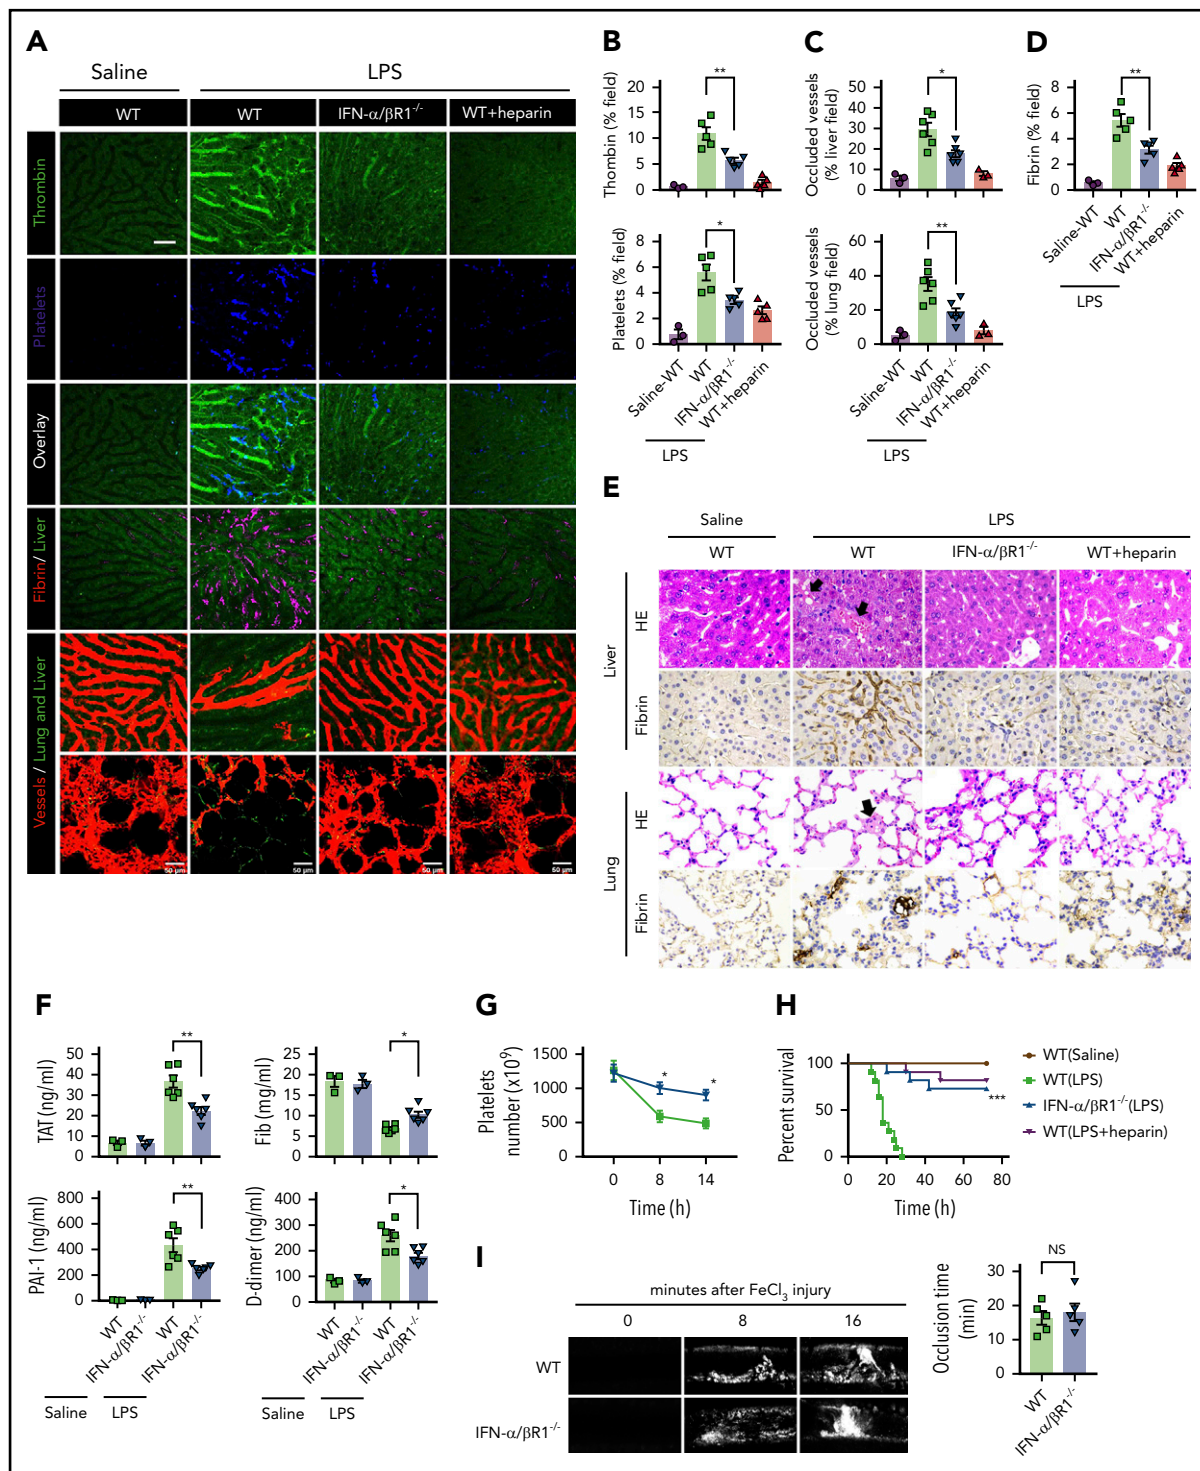 A
Saline
LPS
WT
WT
IFN-α/βR1-/-
WT+heparin
Thrombin
Platelets
Overlay
Fibrin/ Liver
Vessels / Lung and Liver
50 µm
50 µm
50 µm
50 µm
B
Thrombin (% field)
20
15
10
5
0
**
Platelets (% field)
8
6
4
2
0
*
Saline-WT
WT
IFN-α/βR1-/-
WT+heparin
LPS
C
Occluded vessels
(% liver field)
50
40
30
20
10
0
*
Occluded vessels
(% lung field)
60
40
20
0
**
Saline-WT
WT
IFN-α/βR1-/-
WT+heparin
LPS
D
Fibrin (% field)
8
6
4
2
0
**
Saline-WT
WT
IFN-α/βR1-/-
WT+heparin
LPS
E
Saline
LPS
WT
WT
IFN-α/βR1-/-
WT+heparin
Liver
HE
Fibrin
Lung
HE
Fibrin
F
TAT (ng/ml)
50
40
30
20
10
0
**
Fib (mg/ml)
25
20
15
10
5
0
*
PAI-1 (ng/ml)
800
600
400
200
0
**
WT
IFN-α/βR1-/-
WT
IFN-α/βR1-/-
Saline
LPS
D-dimer (ng/ml)
400
300
200
100
0
*
WT
IFN-α/βR1-/-
WT
IFN-α/βR1-/-
Saline
LPS
G
Platelets
number (x10^9)
1500
1000
500
0
*
*
0
8
14
Time (h)
H
Percent survival
100
50
0
0
20
40
60
80
Time (h)
***
WT(Saline)
WT(LPS)
IFN-α/βR1-/-(LPS)
WT(LPS+heparin)
I
minutes after FeCl3 injury
0
8
16
WT
IFN-α/βR1-/-
Occlusion time
(min)
30
20
10
0
NS
WT
IFN-α/βR1-/-